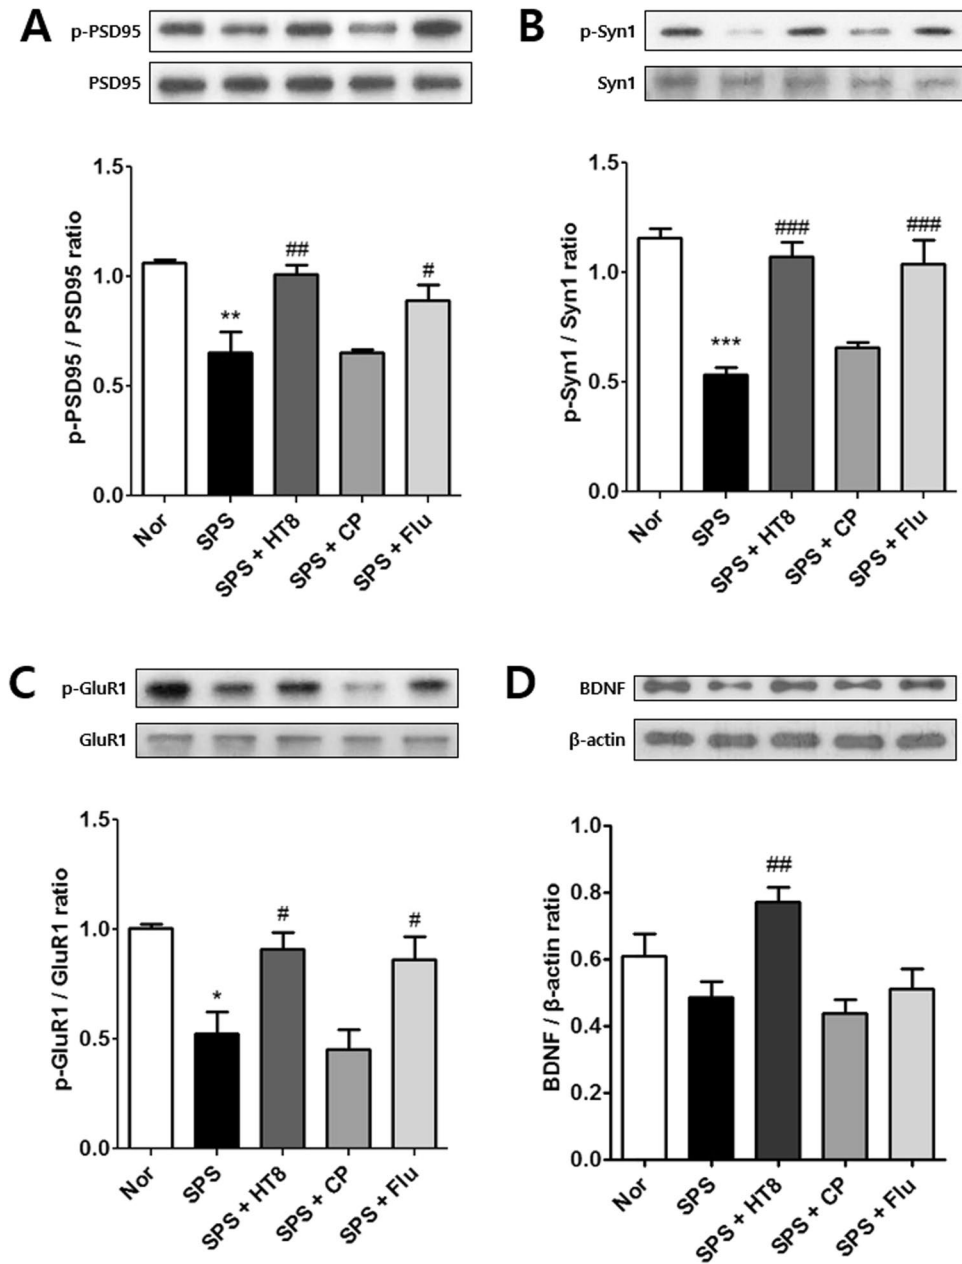 A
p-PSD95
PSD95
p-PSD95 / PSD95 ratio
1.5
1.0
0.5
0.0
**
##
#
Nor
SPS
SPS + HT8
SPS + CP
SPS + Flu
B
p-Syn1
Syn1
p-Syn1 / Syn1 ratio
1.5
1.0
0.5
0.0
***
###
###
Nor
SPS
SPS + HT8
SPS + CP
SPS + Flu
C
p-GluR1
GluR1
p-GluR1 / GluR1 ratio
1.5
1.0
0.5
0.0
*
#
#
Nor
SPS
SPS + HT8
SPS + CP
SPS + Flu
D
BDNF
β-actin
BDNF / β-actin ratio
1.0
0.8
0.6
0.4
0.2
0.0
##
Nor
SPS
SPS + HT8
SPS + CP
SPS + Flu